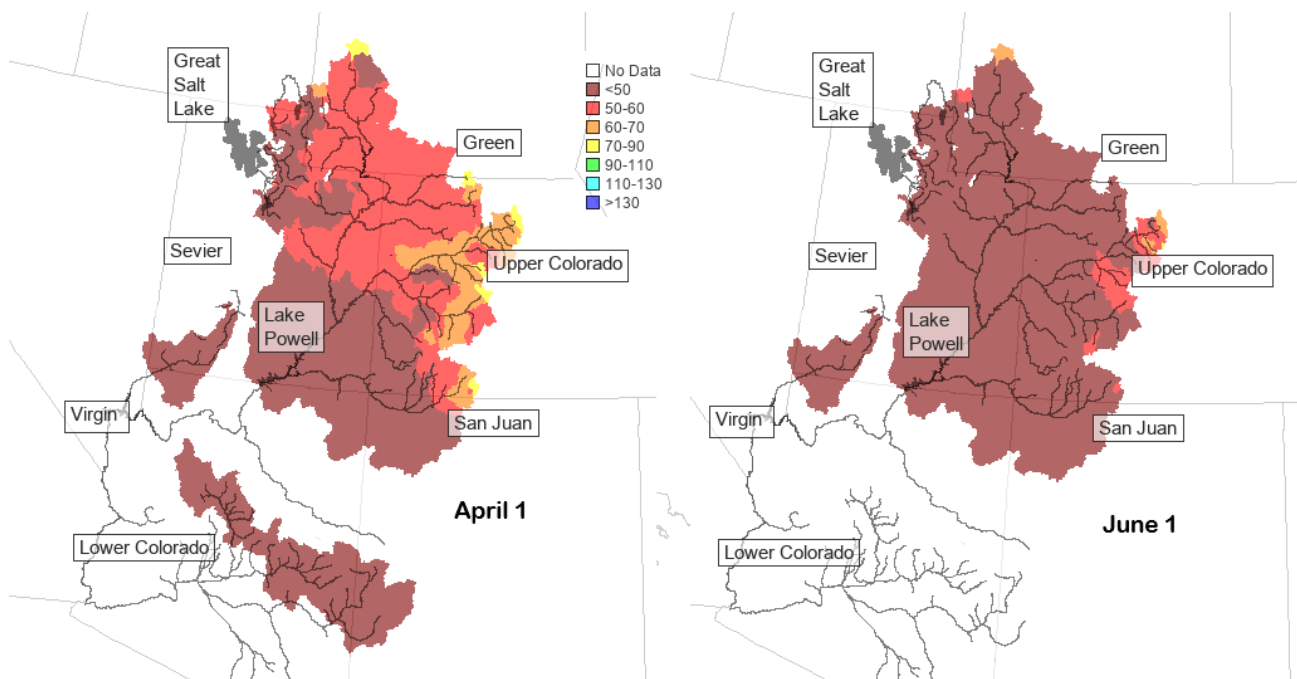 Great
Salt
Lake
No Data
<50
50-60
60-70
70-90
90-110
110-130
>130
Green
Sevier
Upper Colorado
Lake
Powell
Virgin
San Juan
April 1
Lower Colorado
Great
Salt
Lake
Green
Sevier
Upper Colorado
Lake
Powell
Virgin
San Juan
June 1
Lower Colorado